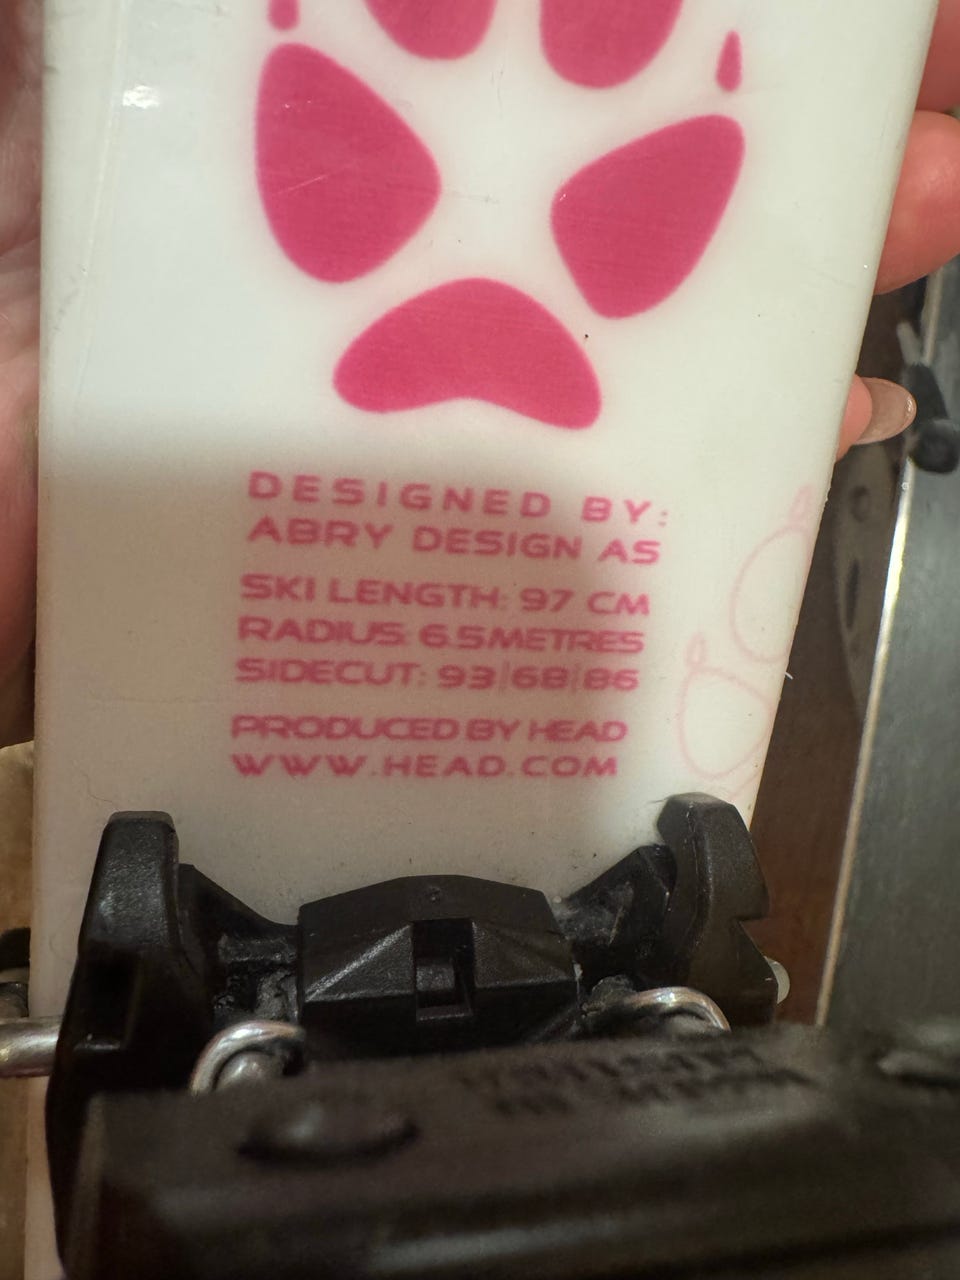 DESIGNED BY:
ABRY DESIGN AS
SKI LENGTH: 97 CM
RADIUS: 6.5METRES
SIDECUT: 93|68|86
PRODUCED BY HEAD
WWW.HEAD.COM